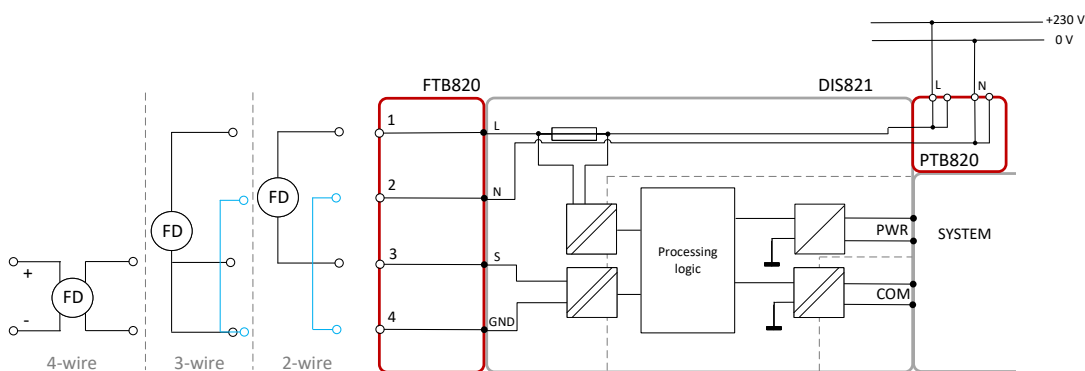 +230 V
0 V
FTB820
DIS821
L
N
1
L
PTB820
2
N
FD
FD
Processing
logic
PWR
SYSTEM
3
S
+
FD
COM
-
4
GND
4-wire
3-wire
2-wire